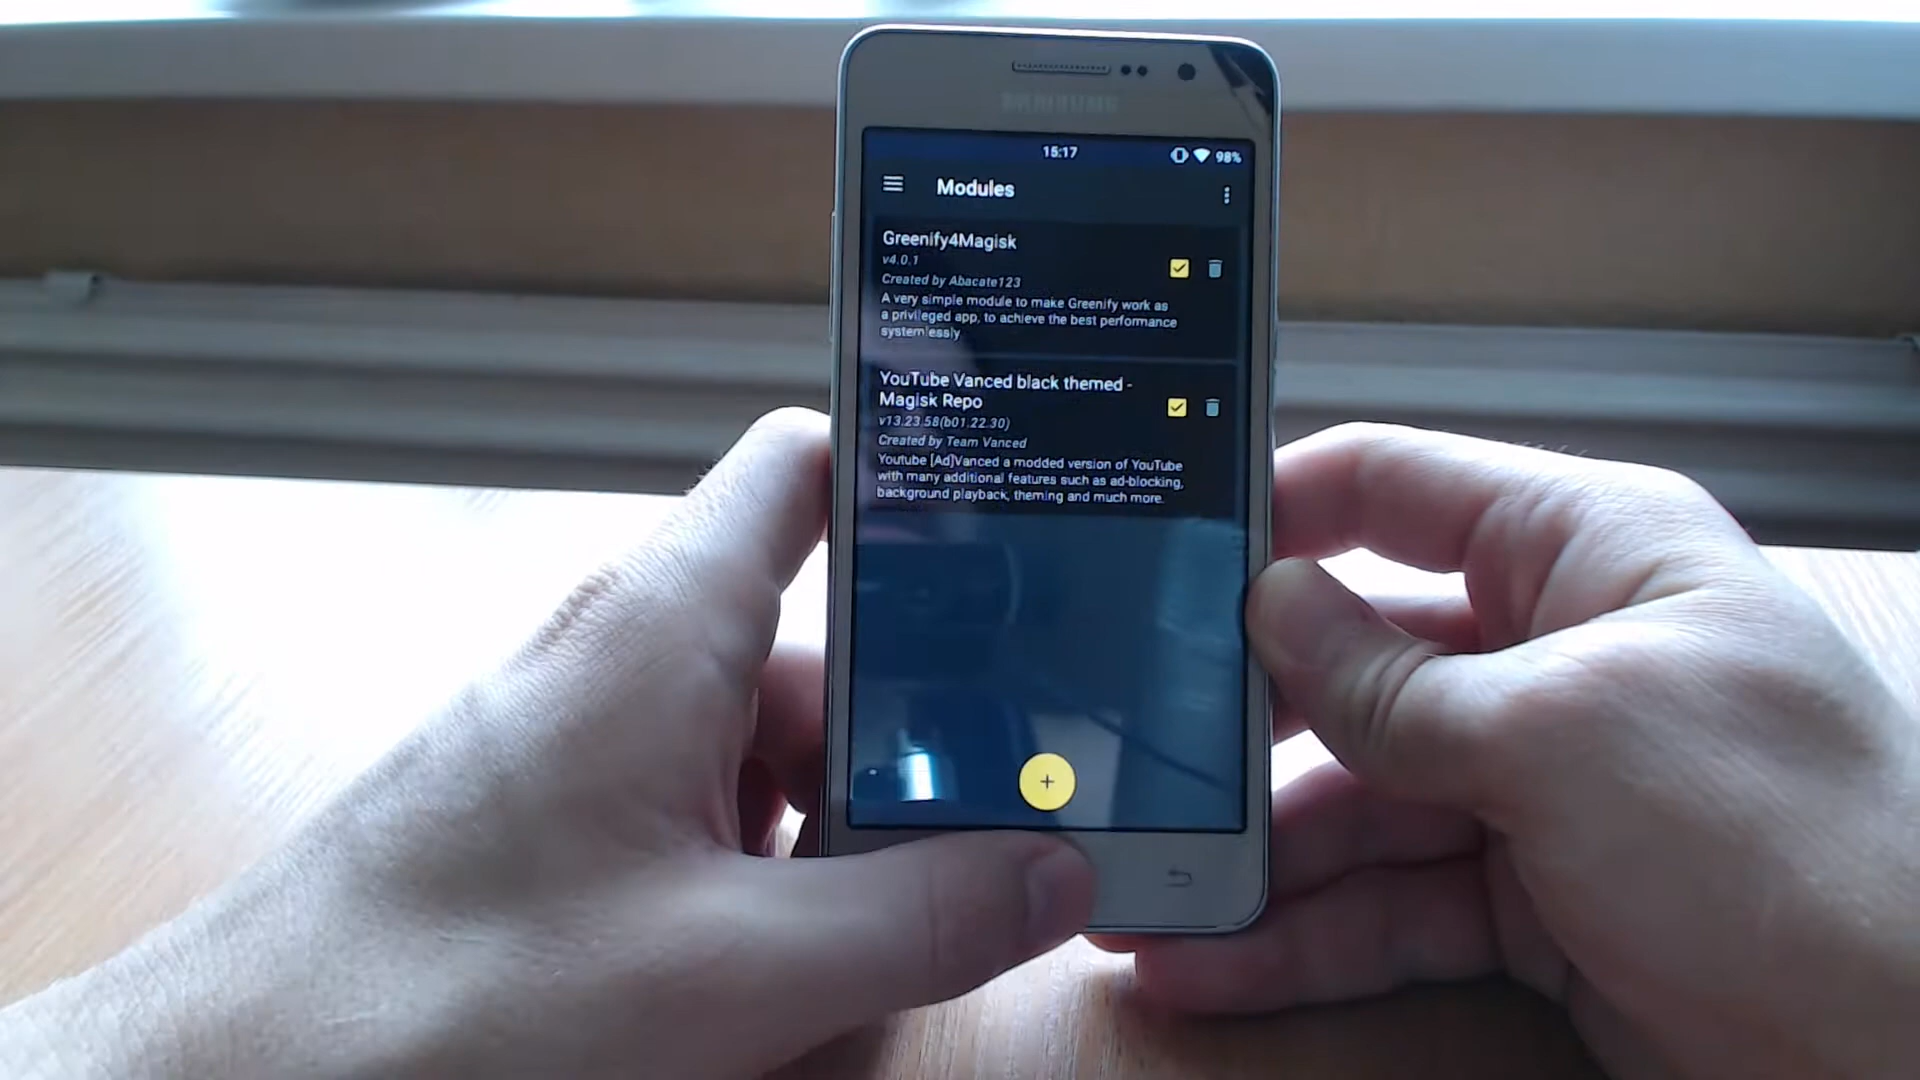 SAMSUNG
15:17 98%
Modules
Greenify4Magisk
v4.0.1
Created by Abacate123
A very simple module to make Greenify work as
a privileged app, to achieve the best performance
systemlessly
YouTube Vanced black themed -
Magisk Repo
v13.23.58(b01.22.30)
Created by Team Vanced
Youtube [Ad]Vanced a modded version of YouTube
with many additional features such as ad-blocking,
background playback, theming and much more.
+